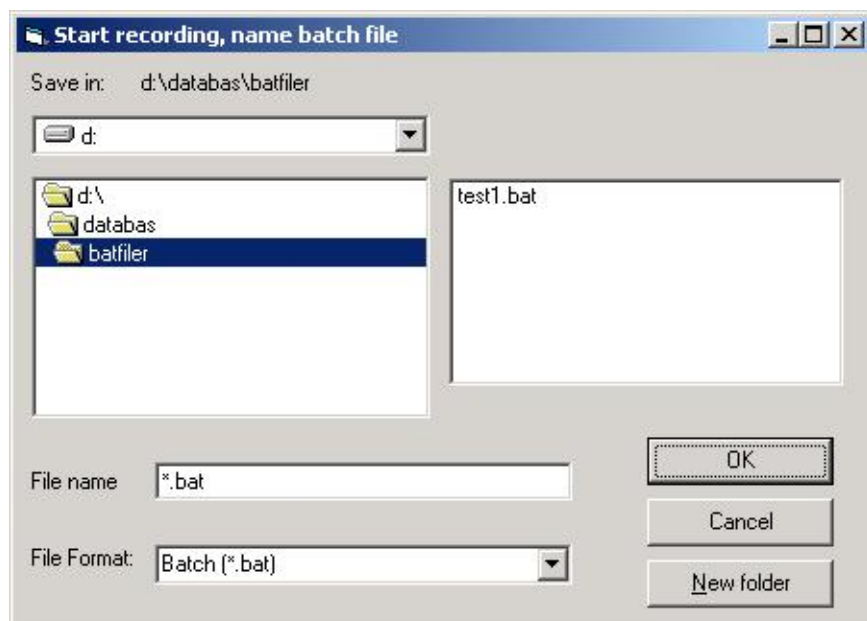 Start recording, name batch file
Save in: d:\databas\batfiler
d:
d:\
databas
batfiler
test1.bat
File name *.bat
File Format: Batch (*.bat)
OK
Cancel
New folder